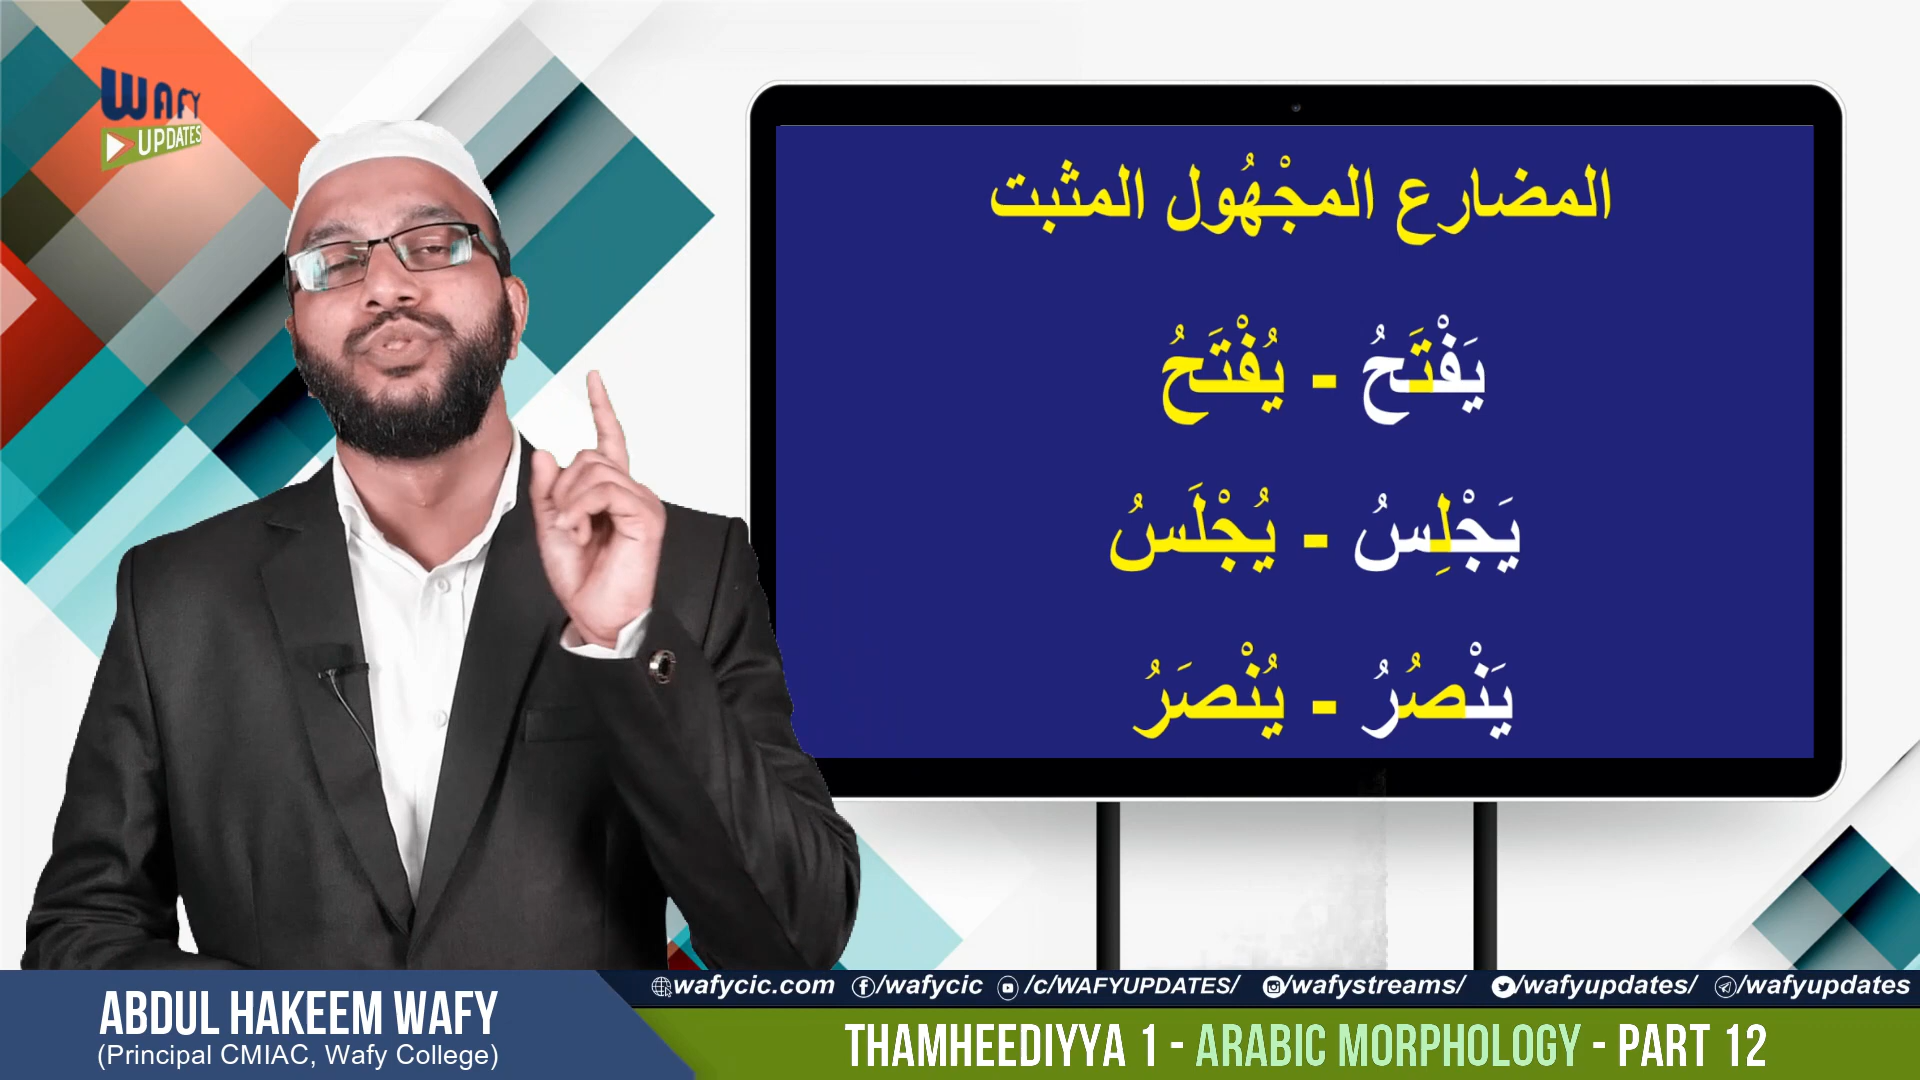 WAFY
UPDATES
المضارع المجْهُول المثبت
يَفْتَحُ - يُفْتَحُ
يَجْلِسُ - يُجْلَسُ
يَنْصُرُ - يُنْصَرُ
wafycic.com /wafycic /c/WAFYUPDATES/ /wafystreams/ /wafyupdates/ /wafyupdates
ABDUL HAKEEM WAFY
(Principal CMIAC, Wafy College)
THAMHEEDIYYA 1 - ARABIC MORPHOLOGY - PART 12